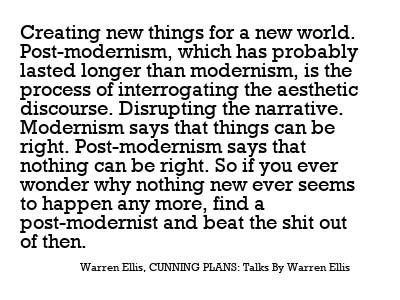 Creating new things for a new world.
Post-modernism, which has probably
lasted longer than modernism, is the
process of interrogating the aesthetic
discourse. Disrupting the narrative.
Modernism says that things can be
right. Post-modernism says that
nothing can be right. So if you ever
wonder why nothing new ever seems
to happen any more, find a
post-modernist and beat the shit out
of then.
Warren Ellis, CUNNING PLANS: Talks By Warren Ellis